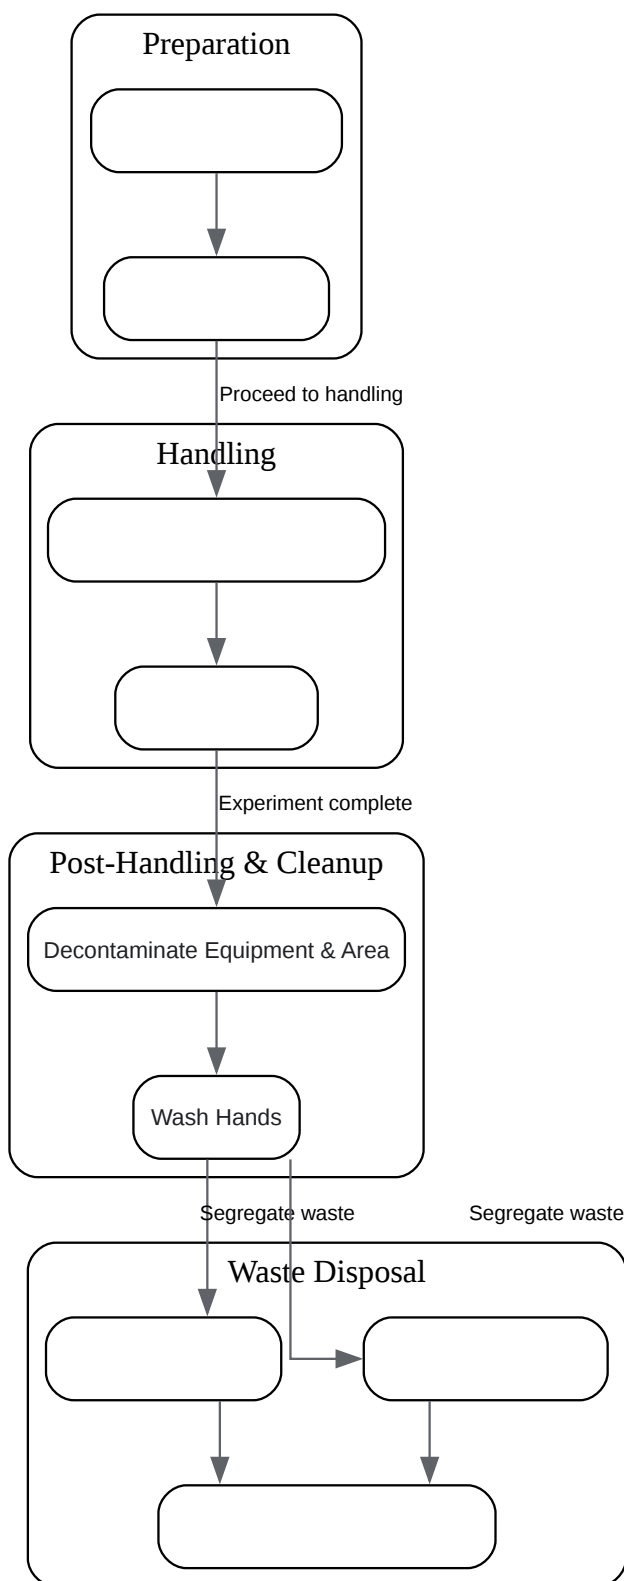 Preparation
Proceed to handling
Handling
Experiment complete
Post-Handling & Cleanup
Decontaminate Equipment & Area
Wash Hands
Segregate waste
Segregate waste
Waste Disposal